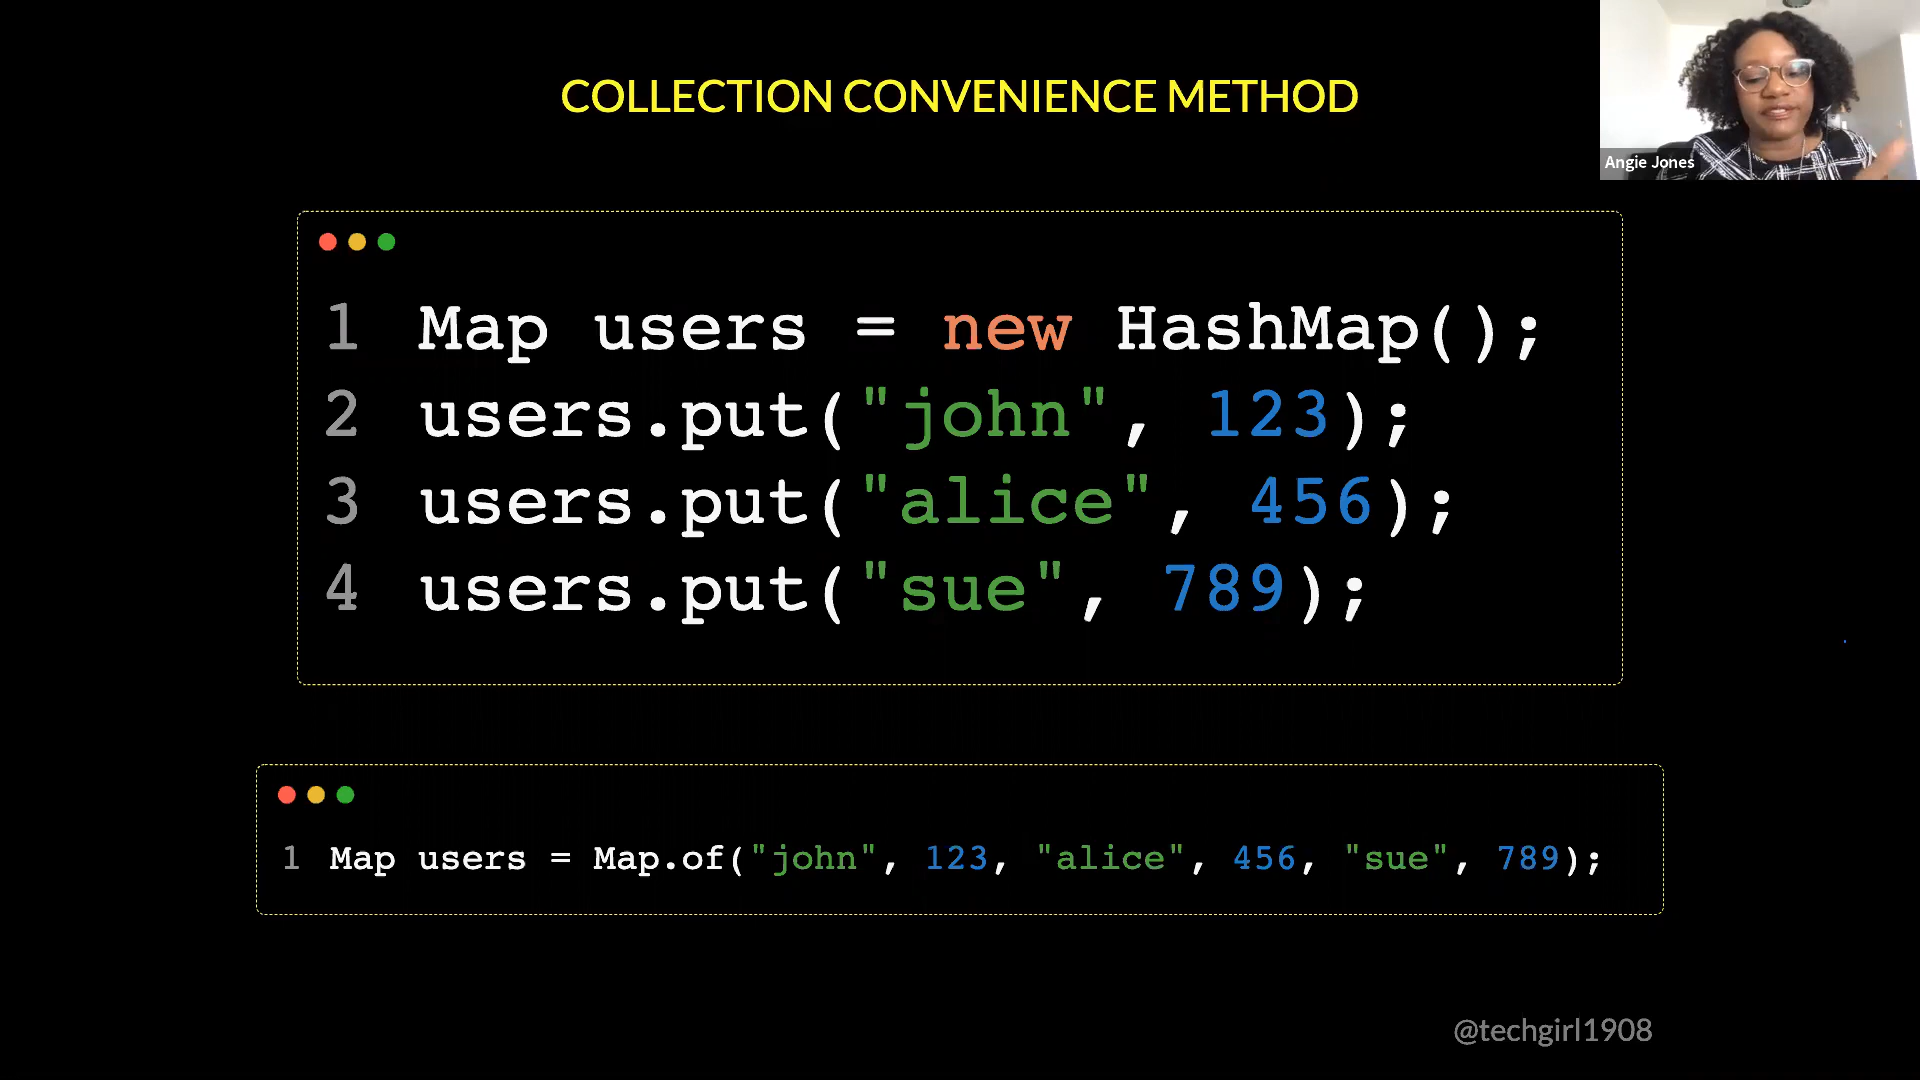 COLLECTION CONVENIENCE METHOD
Angie Jones
1 Map users = new HashMap();
2 users.put("john", 123);
3 users.put("alice", 456);
4 users.put("sue", 789);
1 Map users = Map.of("john", 123, "alice", 456, "sue", 789);
@techgirl1908